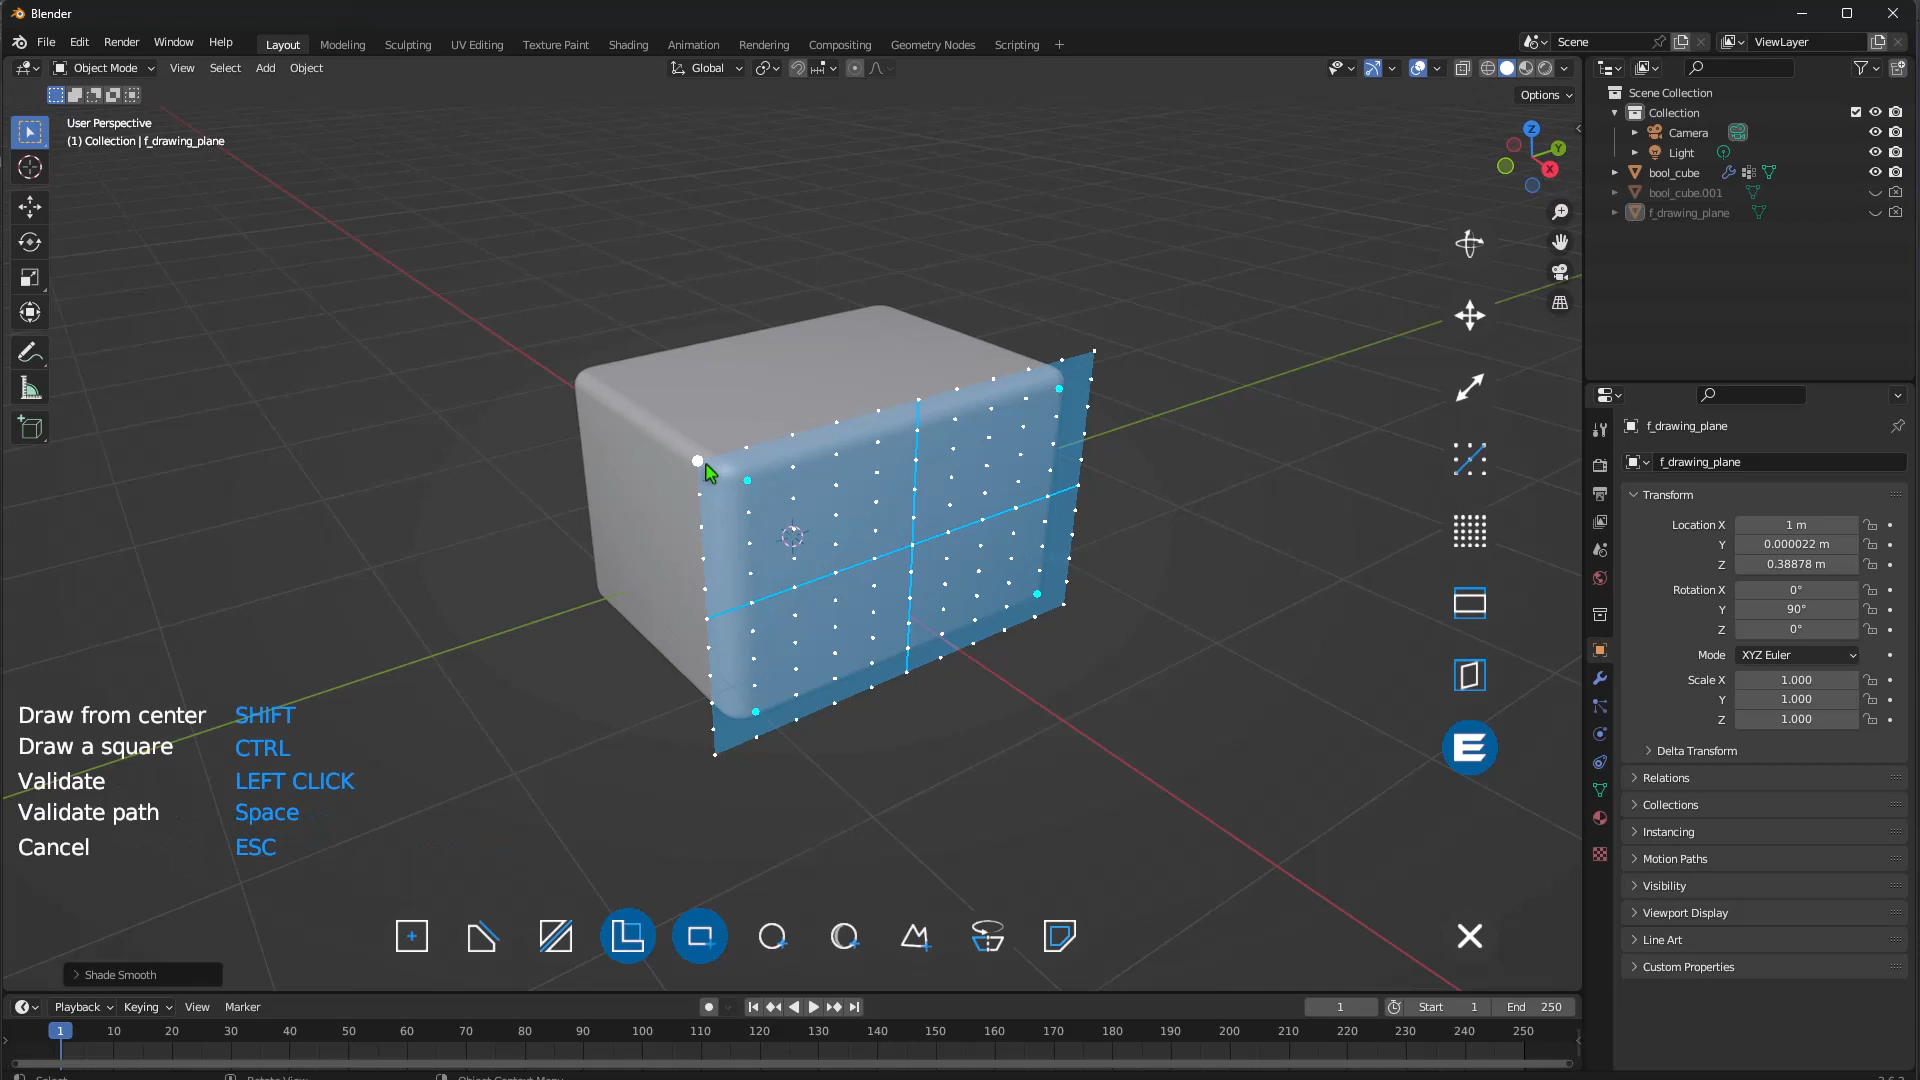 Blender
File Edit Render Window Help
Layout Modeling Sculpting UV Editing Texture Paint Shading Animation Rendering Compositing Geometry Nodes Scripting +
Scene
ViewLayer
Object Mode View Select Add Object
Global
Options
User Perspective
(1) Collection | f_drawing_plane
Z
Y
X
Scene Collection
Collection
Camera
Light
bool_cube
bool_cube.001
f_drawing_plane
f_drawing_plane
f_drawing_plane
Transform
Location X 1 m
Y 0.000022 m
Z 0.38878 m
Rotation X 0°
Y 90°
Z 0°
Mode XYZ Euler
Scale X 1.000
Y 1.000
Z 1.000
Delta Transform
Relations
Collections
Instancing
Motion Paths
Visibility
Viewport Display
Line Art
Custom Properties
Draw from center SHIFT
Draw a square CTRL
Validate LEFT CLICK
Validate path Space
Cancel ESC
Shade Smooth
Playback Keying View Marker
1
Start 1
End 250
1 10 20 30 40 50 60 70 80 90 100 110 120 130 140 150 160 170 180 190 200 210 220 230 240 250